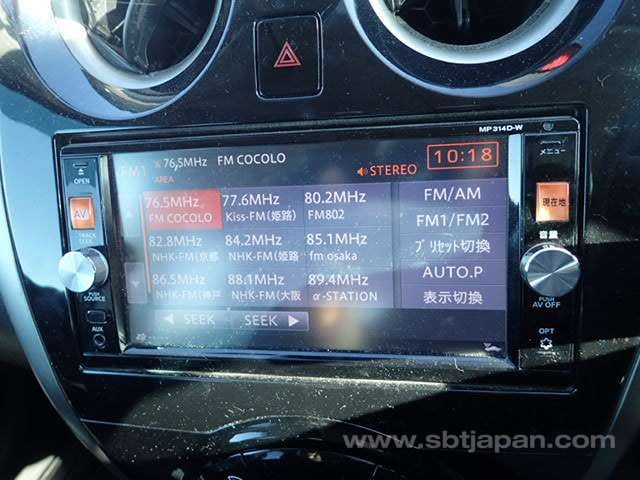 MP314D-W
OPEN
AV
TRACK
SEEK
PUSH
SOURCE
AUX
FM1 76.5MHz FM COCOLO
AREA
STEREO 10:18
76.5MHz 77.6MHz 80.2MHz
FM COCOLO Kiss-FM(姫路) FM802
82.8MHz 84.2MHz 85.1MHz
NHK-FM(京都 NHK-FM(姫路 fm osaka
86.5MHz 88.1MHz 89.4MHz
NHK-FM(神戸 NHK-FM(大阪 α-STATION
◀ SEEK SEEK ▶
FM/AM
FM1/FM2
プリセット切換
AUTO.P
表示切換
メニュー
現在地
音量
PUSH
AV OFF
OPT
www.sbtjapan.com